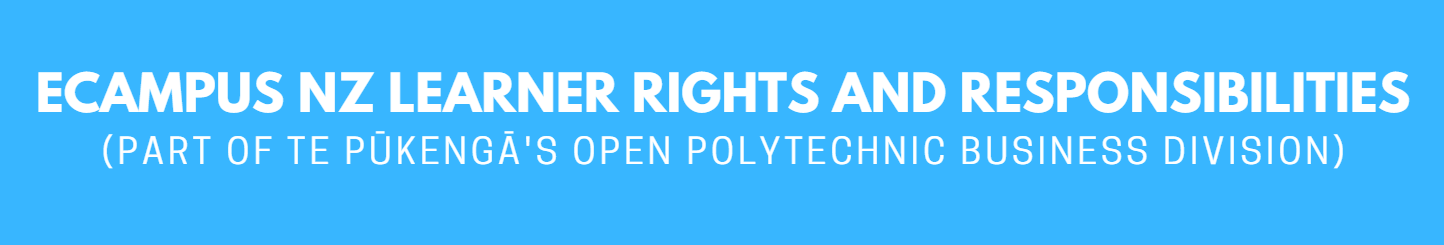 ECAMPUS NZ LEARNER RIGHTS AND RESPONSIBILITIES
(PART OF TE PŪKENGĀ'S OPEN POLYTECHNIC BUSINESS DIVISION)